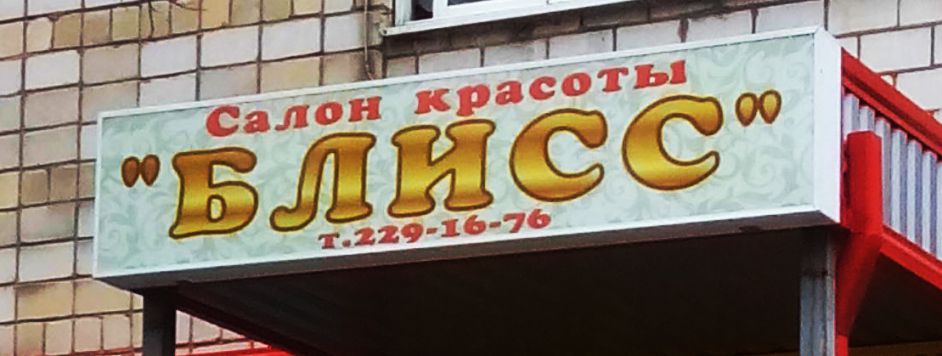 Салон красоты
"БЛИСС"
т.229-16-76